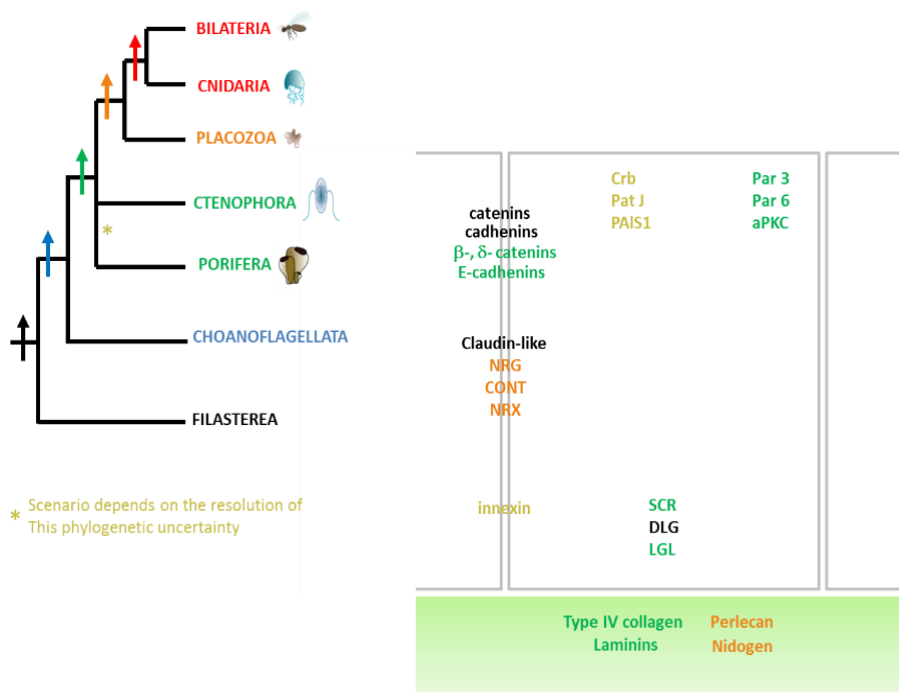 BILATERIA
CNIDARIA
PLACOZOA
CTENOPHORA
*
PORIFERA
CHOANOFLAGELLATA
FILASTEREA
* Scenario depends on the resolution of
This phylogenetic uncertainty
catenins
cadhenins
β-, δ- catenins
E-cadhenins
Claudin-like
NRG
CONT
NRX
innexin
Crb
Pat J
PAlS1
Par 3
Par 6
aPKC
SCR
DLG
LGL
Type IV collagen
Laminins
Perlecan
Nidogen